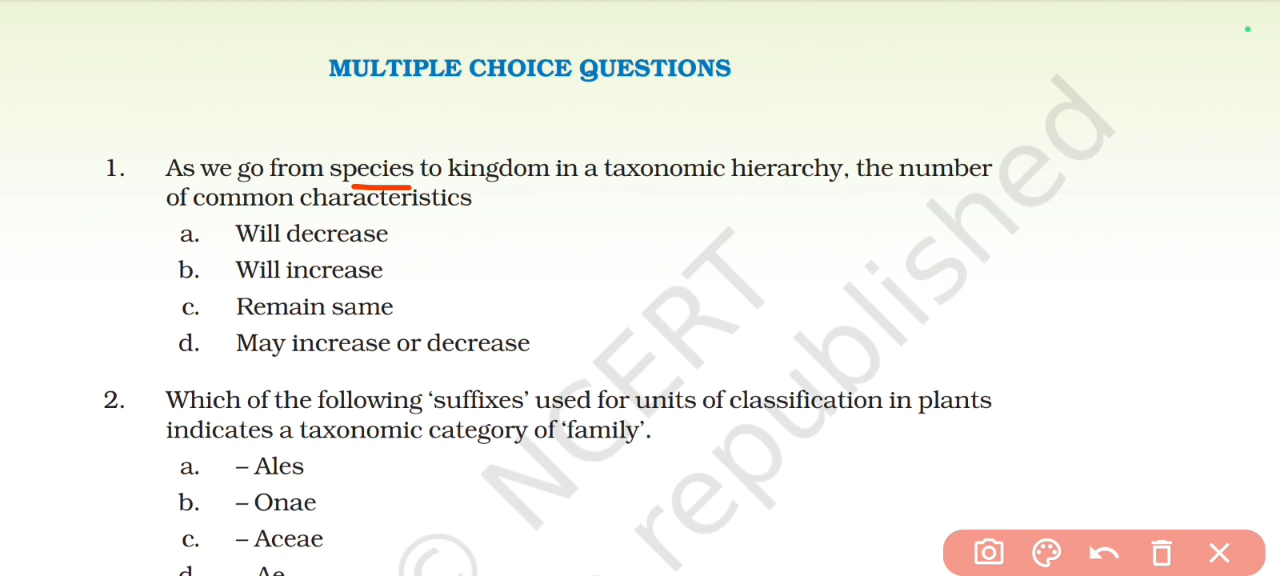 MULTIPLE CHOICE QUESTIONS
1. As we go from species to kingdom in a taxonomic hierarchy, the number
of common characteristics
a. Will decrease
b. Will increase
c. Remain same
d. May increase or decrease
2. Which of the following ‘suffixes’ used for units of classification in plants
indicates a taxonomic category of ‘family’.
a. – Ales
b. – Onae
c. – Aceae
d. Ae
© NCERT
republished